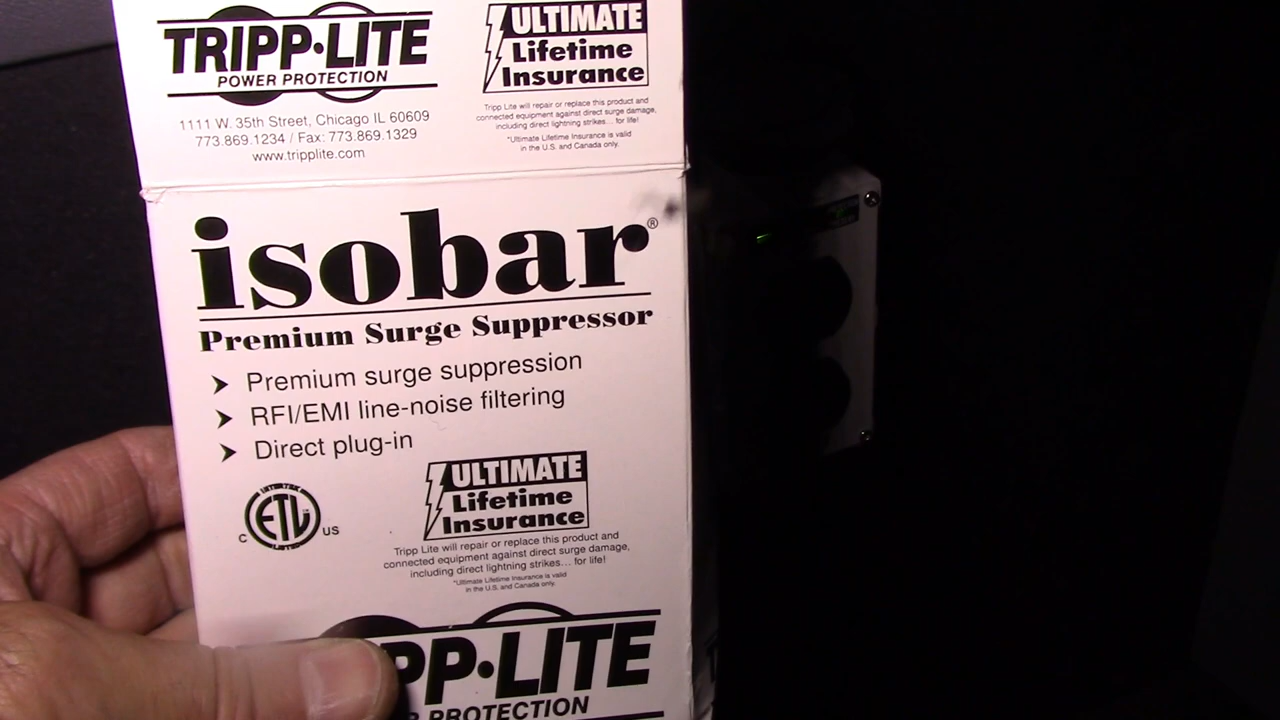 TRIPP·LITE
POWER PROTECTION
1111 W. 35th Street, Chicago IL 60609
773.869.1234 / Fax: 773.869.1329
www.tripplite.com
ULTIMATE
Lifetime
Insurance
Tripp Lite will repair or replace this product and
connected equipment against direct surge damage,
including direct lightning strikes... for life!
*Ultimate Lifetime Insurance is valid
in the U.S. and Canada only.
isobar®
Premium Surge Suppressor
➤ Premium surge suppression
➤ RFI/EMI line-noise filtering
➤ Direct plug-in
C ETL US
ULTIMATE
Lifetime
Insurance
Tripp Lite will repair or replace this product and
connected equipment against direct surge damage,
including direct lightning strikes... for life!
*Ultimate Lifetime Insurance is valid
in the U.S. and Canada only.
PP·LITE
R PROTECTION